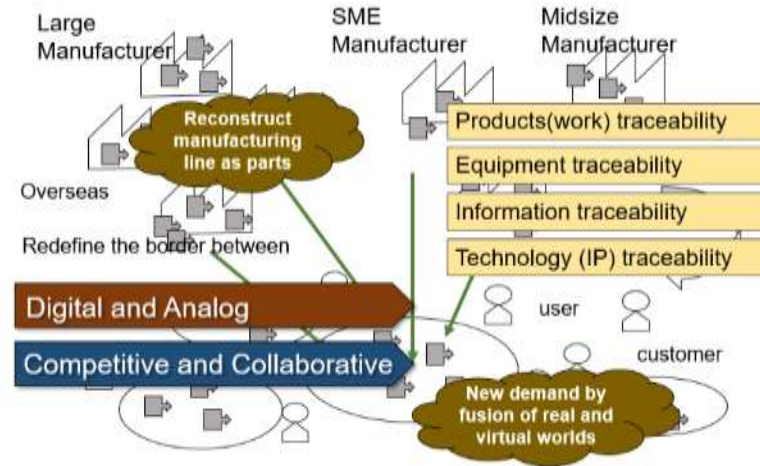 Large
Manufacturer
SME
Manufacturer
Midsize
Manufacturer
Reconstruct
manufacturing
line as parts
Products(work) traceability
Equipment traceability
Information traceability
Technology (IP) traceability
Overseas
Redefine the border between
Digital and Analog
Competitive and Collaborative
user
customer
New demand by
fusion of real and
virtual worlds